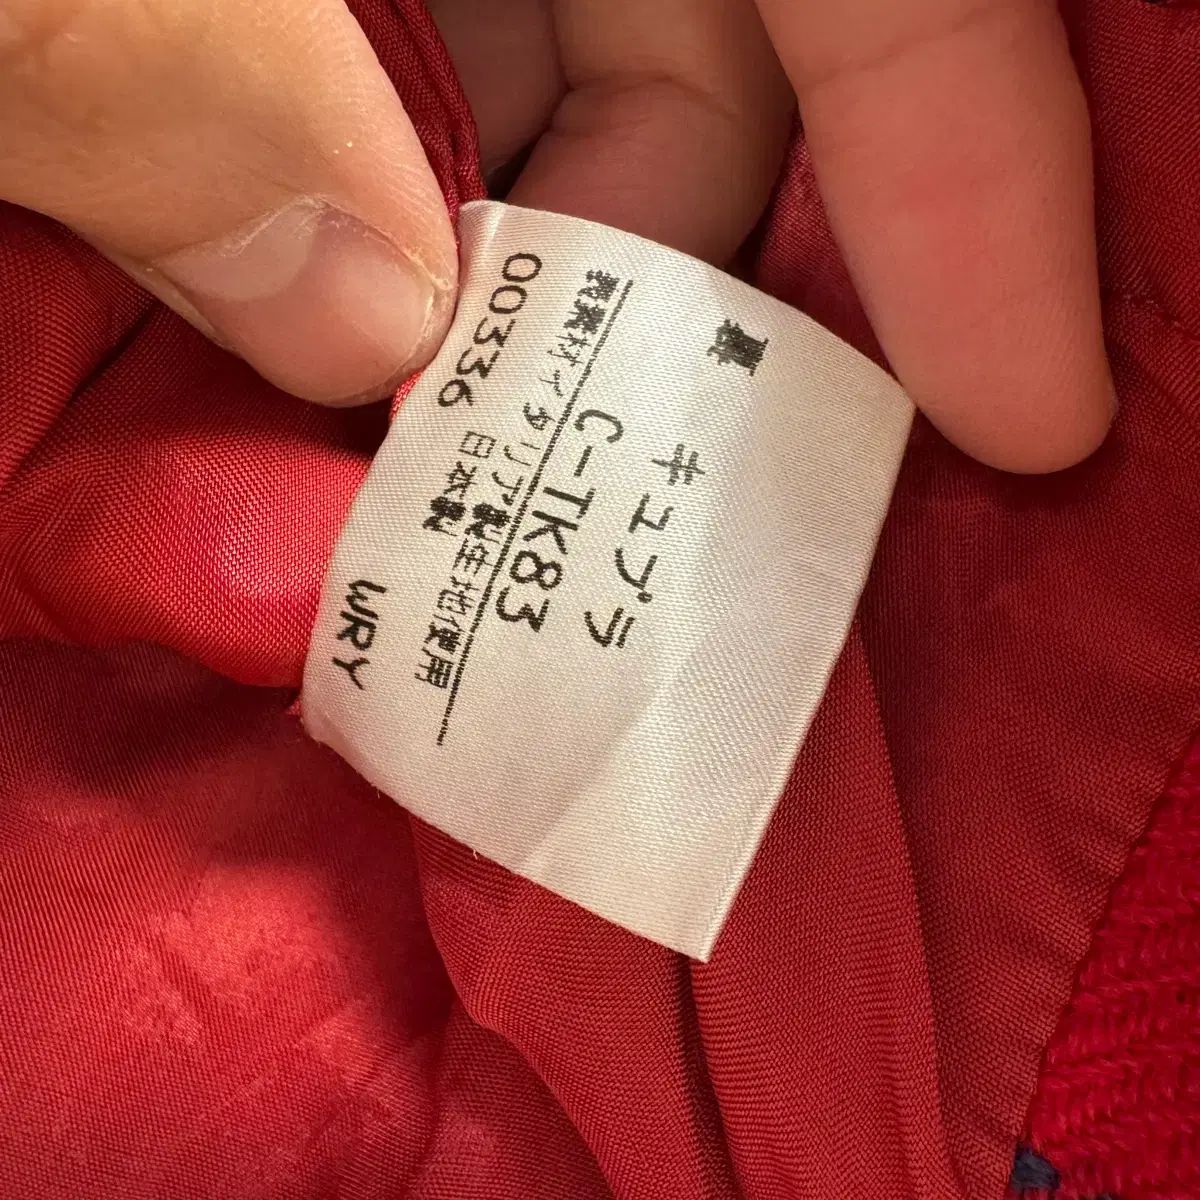 裏 キュプラ
C-TK83
表素材イタリア製生地使用
日本製
00336 WRY